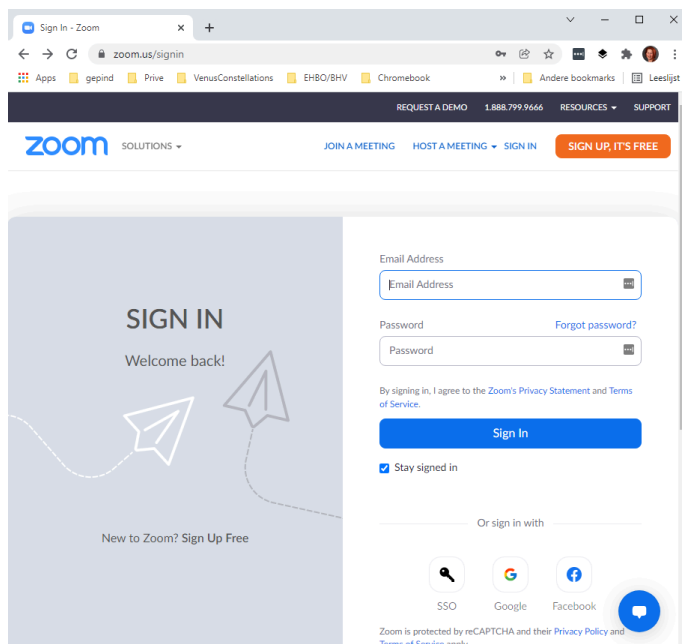 Sign In - Zoom
zoom.us/signin
Apps gepind Prive VenusConstellations EHBO/BHV Chromebook » Andere bookmarks Leeslijst
REQUEST A DEMO 1.888.799.9666 RESOURCES SUPPORT
zoom SOLUTIONS JOIN A MEETING HOST A MEETING SIGN IN SIGN UP, IT'S FREE
SIGN IN
Welcome back!
New to Zoom? Sign Up Free
Email Address
Email Address
Password Forgot password?
Password
By signing in, I agree to the Zoom's Privacy Statement and Terms
of Service.
Sign In
Stay signed in
Or sign in with
SSO Google Facebook
Zoom is protected by reCAPTCHA and their Privacy Policy and
Terms of Service apply.